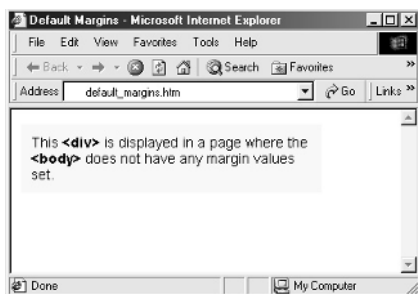 Default Margins - Microsoft Internet Explorer
File Edit View Favorites Tools Help
Back Search Favorites »
Address default_margins.htm Go Links »
This <div> is displayed in a page where the
<body> does not have any margin values
set.
Done My Computer